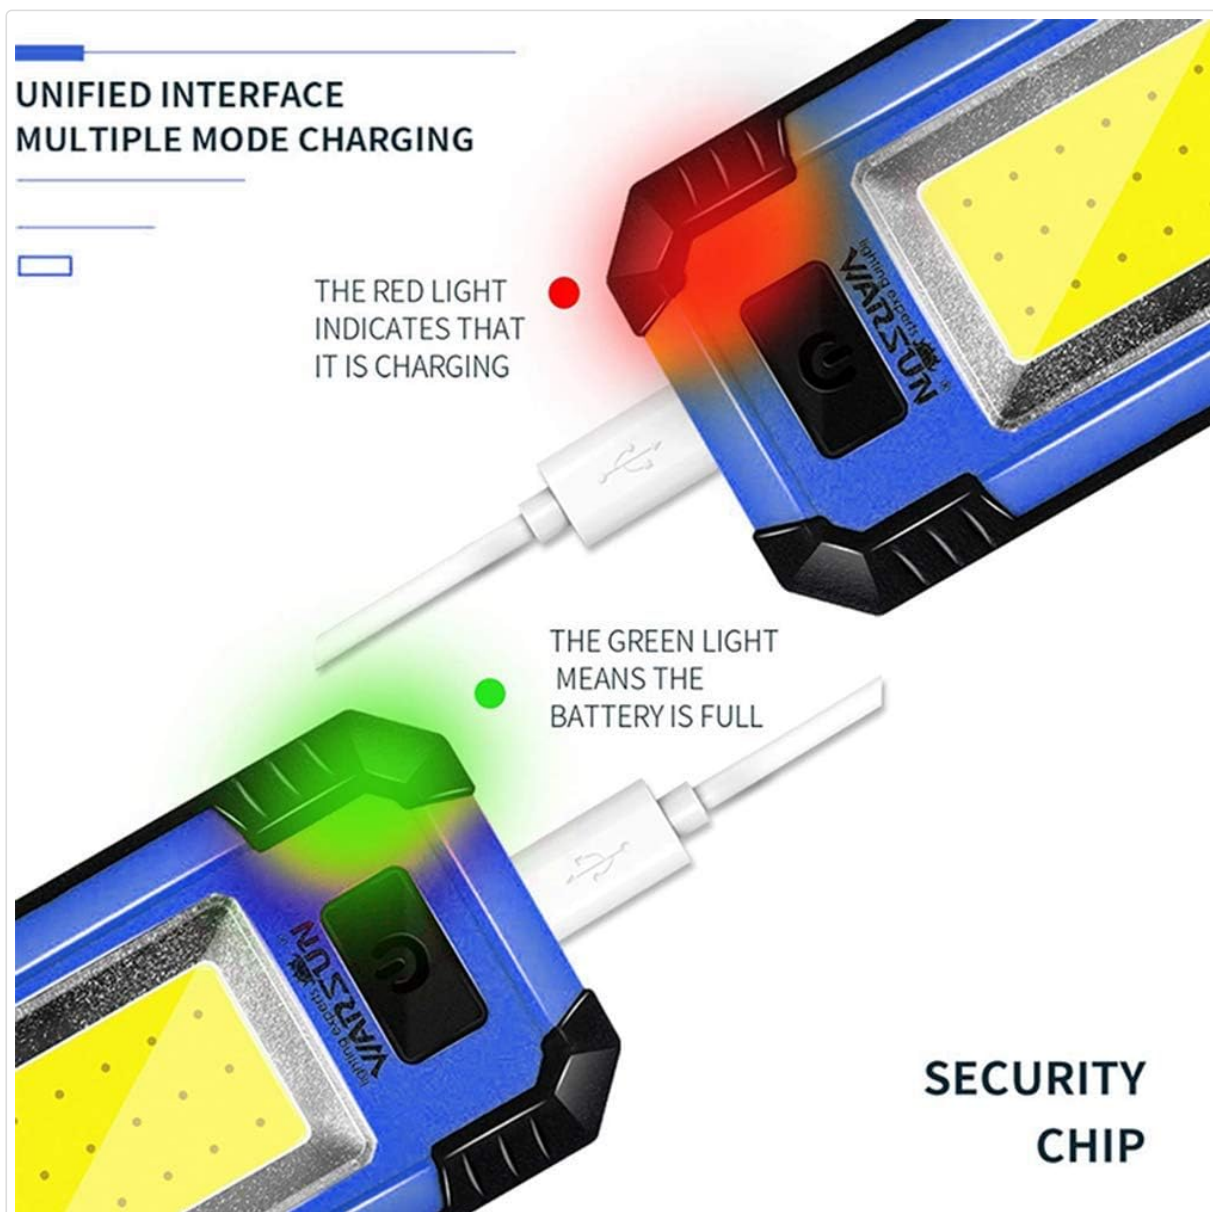 UNIFIED INTERFACE
MULTIPLE MODE CHARGING
THE RED LIGHT
INDICATES THAT
IT IS CHARGING
lighting experts
WARSUN
®
THE GREEN LIGHT
MEANS THE
BATTERY IS FULL
WARSUN
®
lighting experts
SECURITY
CHIP